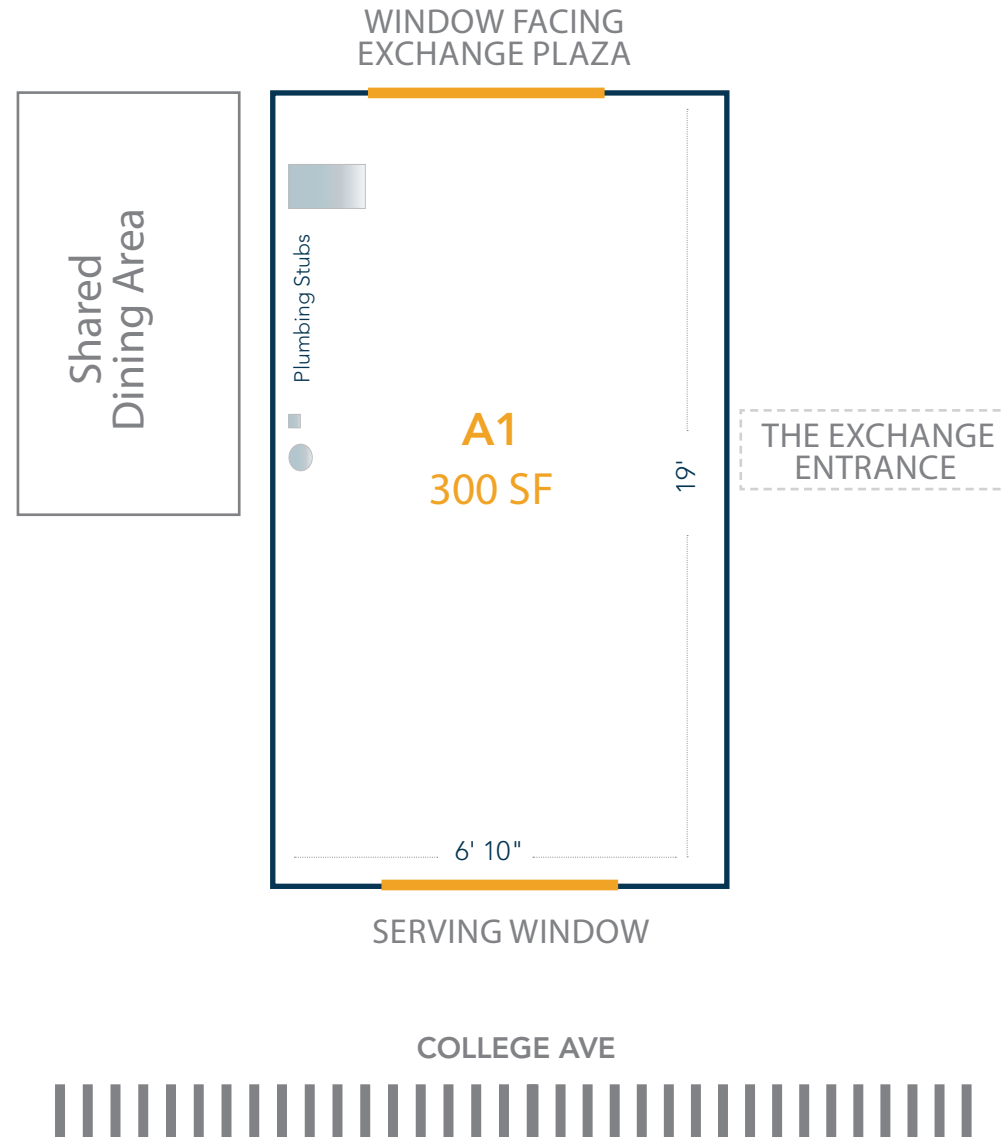 WINDOW FACING
EXCHANGE PLAZA
Shared
Dining Area
Plumbing Stubs
A1
300 SF
19'
THE EXCHANGE
ENTRANCE
6' 10"
SERVING WINDOW
COLLEGE AVE